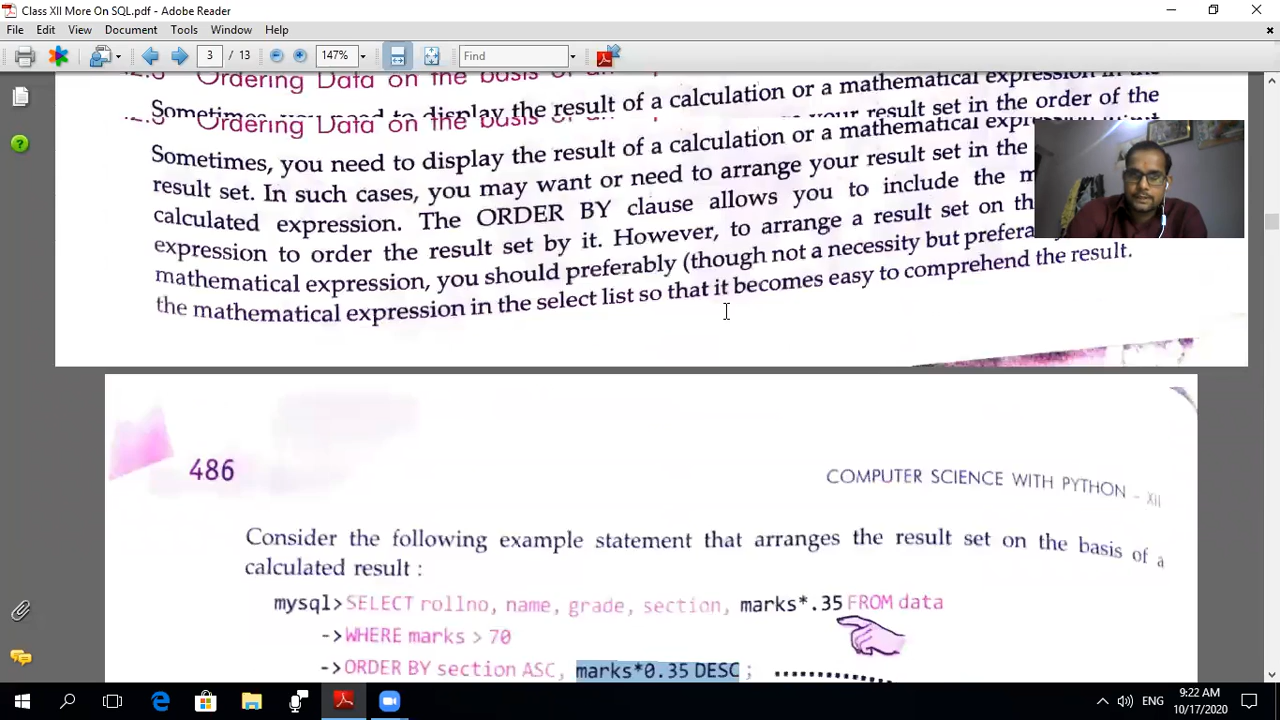 Class XII More On SQL.pdf - Adobe Reader
File Edit View Document Tools Window Help
3 / 13 147% Find
Ordering Data on the basis of an
Sometimes, you need to display the result of a calculation or a mathematical expression in the
Ordering Data on the basis of your result set in the order of the
Sometimes, you need to display the result of a calculation or a mathematical
result set. In such cases, you may want or need to arrange your result set in the
calculated expression. The ORDER BY clause allows you to include the
expression to order the result set by it. However, to arrange a result set on
mathematical expression, you should preferably (though not a necessity but
the mathematical expression in the select list so that it becomes easy to comprehend the result.
486
COMPUTER SCIENCE WITH PYTHON - XII
Consider the following example statement that arranges the result set on the basis of a
calculated result :
mysql>SELECT rollno, name, grade, section, marks*.35 FROM data
->WHERE marks > 70
->ORDER BY section ASC, marks*0.35 DESC ;
ENG
9:22 AM
10/17/2020